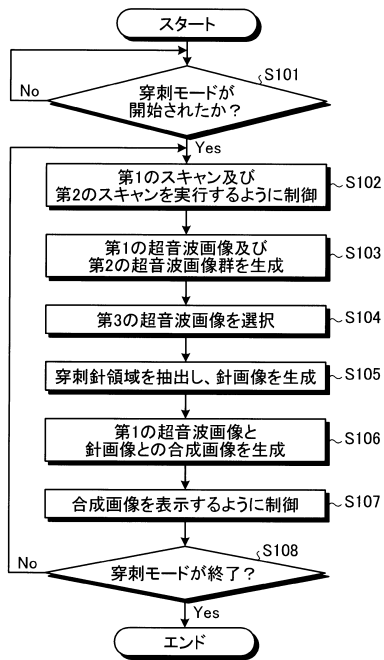 スタート
S101
穿刺モードが
開始されたか？
No
Yes
第1のスキャン及び
第2のスキャンを実行するように制御
S102
第1の超音波画像及び
第2の超音波画像群を生成
S103
第3の超音波画像を選択
S104
穿刺針領域を抽出し、針画像を生成
S105
第1の超音波画像と
針画像との合成画像を生成
S106
合成画像を表示するように制御
S107
S108
穿刺モードが終了？
No
Yes
エンド